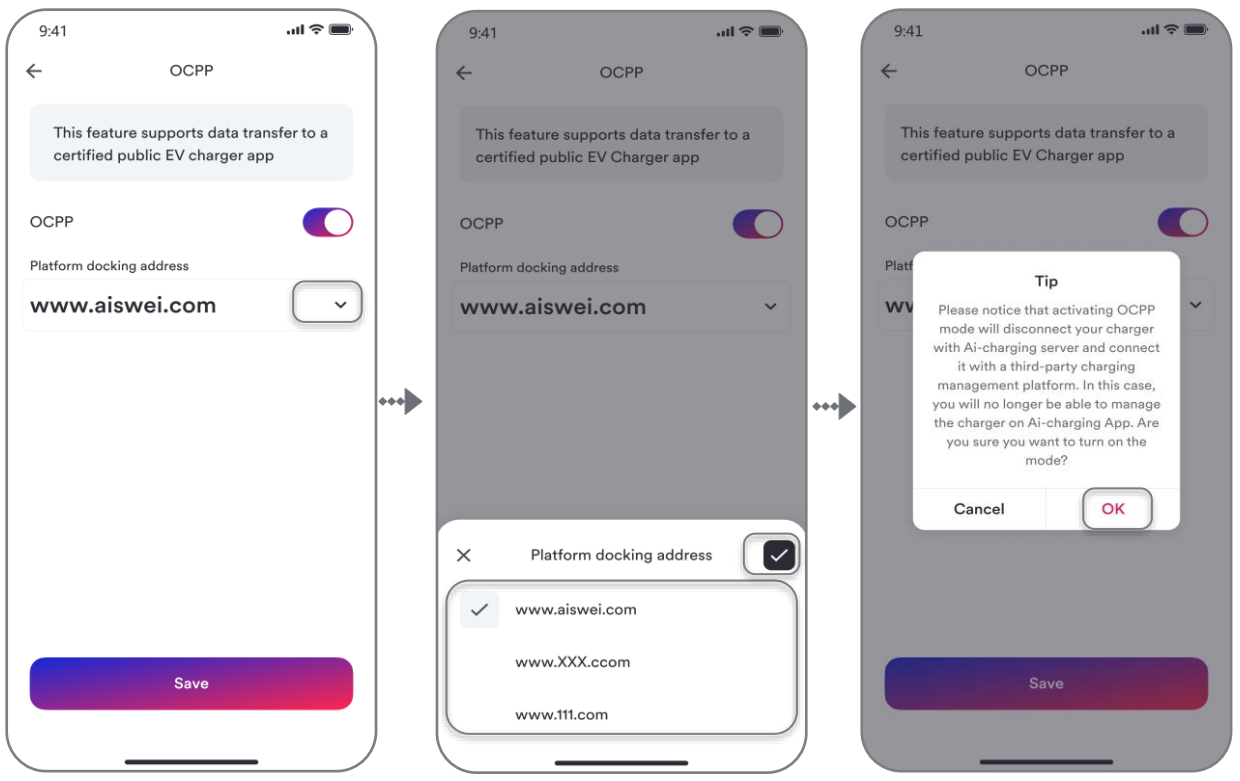 9:41
OCPP
This feature supports data transfer to a
certified public EV charger app
OCPP
Platform docking address
www.aiswei.com
Save
9:41
OCPP
This feature supports data transfer to a
certified public EV Charger app
OCPP
Platform docking address
www.aiswei.com
Platform docking address
www.aiswei.com
www.XXX.ccom
www.111.com
9:41
OCPP
This feature supports data transfer to a
certified public EV Charger app
OCPP
Platf
ww
Tip
Please notice that activating OCPP
mode will disconnect your charger
with Ai-charging server and connect
it with a third-party charging
management platform. In this case,
you will no longer be able to manage
the charger on Ai-charging App. Are
you sure you want to turn on the
mode?
Cancel
OK
Save